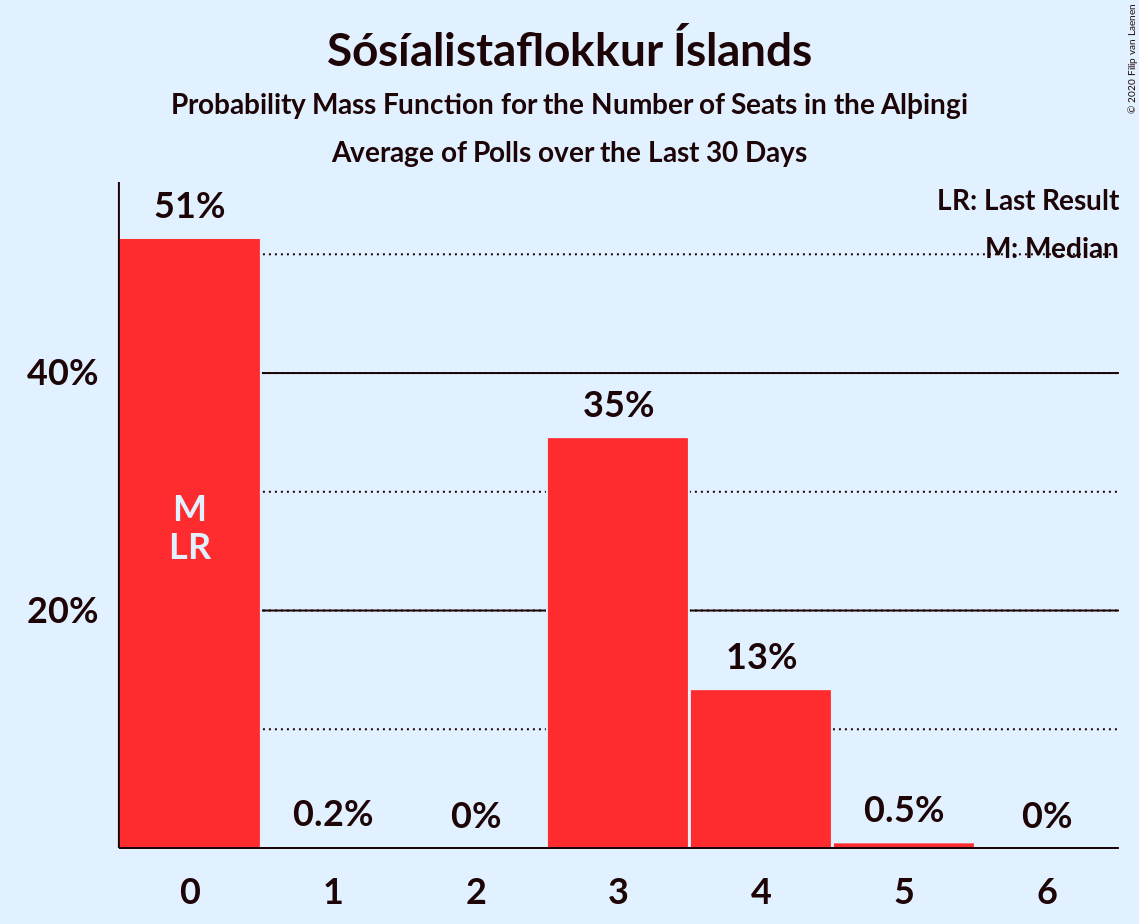 Sósíalistaflokkur Íslands
Probability Mass Function for the Number of Seats in the Alþingi
Average of Polls over the Last 30 Days
© 2020 Filip van Laenen
LR: Last Result
M: Median
51%
40%
35%
M
LR
20%
13%
0.2%
0%
0.5%
0%
0 1 2 3 4 5 6